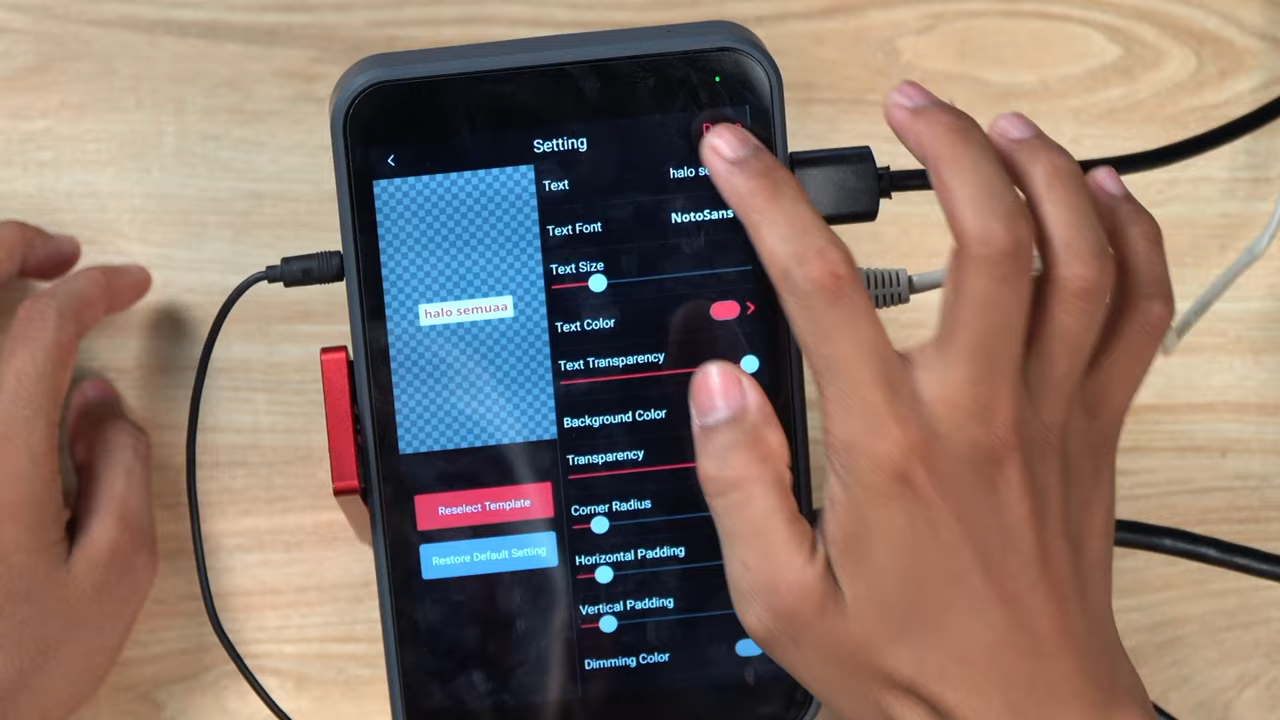 Setting
Text
halo
Text Font
NotoSans
Text Size
halo semuaa
Text Color
Text Transparency
Background Color
Transparency
Reselect Template
Corner Radius
Restore Default Setting
Horizontal Padding
Vertical Padding
Dimming Color